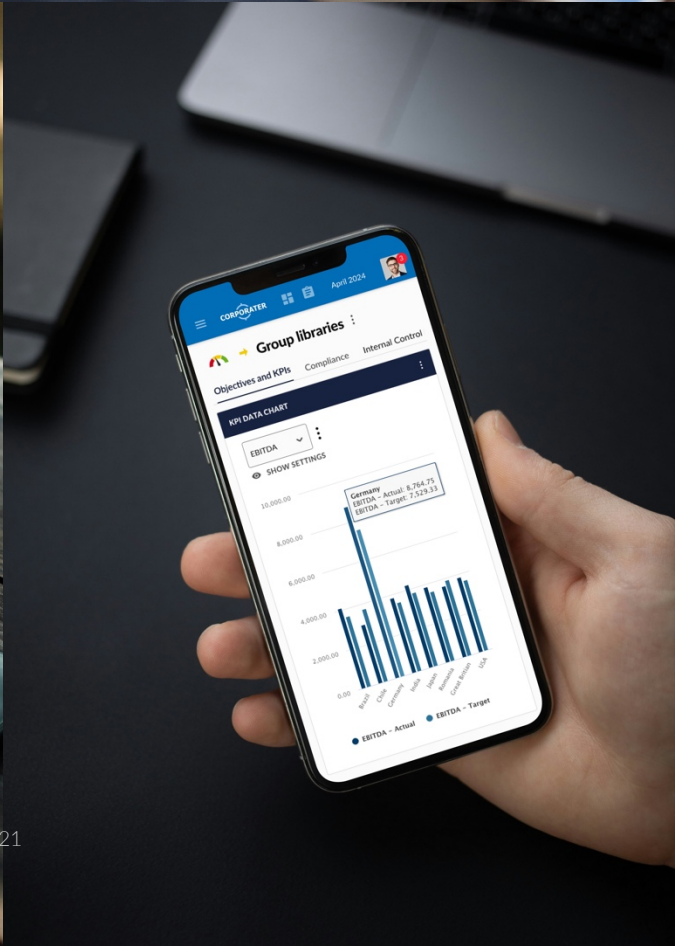 CORPORATER
April 2024
3
Group libraries
Objectives and KPIs Compliance Internal Control
KPI DATA CHART
EBITDA
SHOW SETTINGS
10,000.00
8,000.00
6,000.00
4,000.00
2,000.00
0.00
Germany
EBITDA – Actual: 8,764.75
EBITDA – Target: 7,529.33
Brazil
Chile
Germany
India
Japan
Romania
Great Britian
USA
EBITDA – Actual EBITDA – Target
21